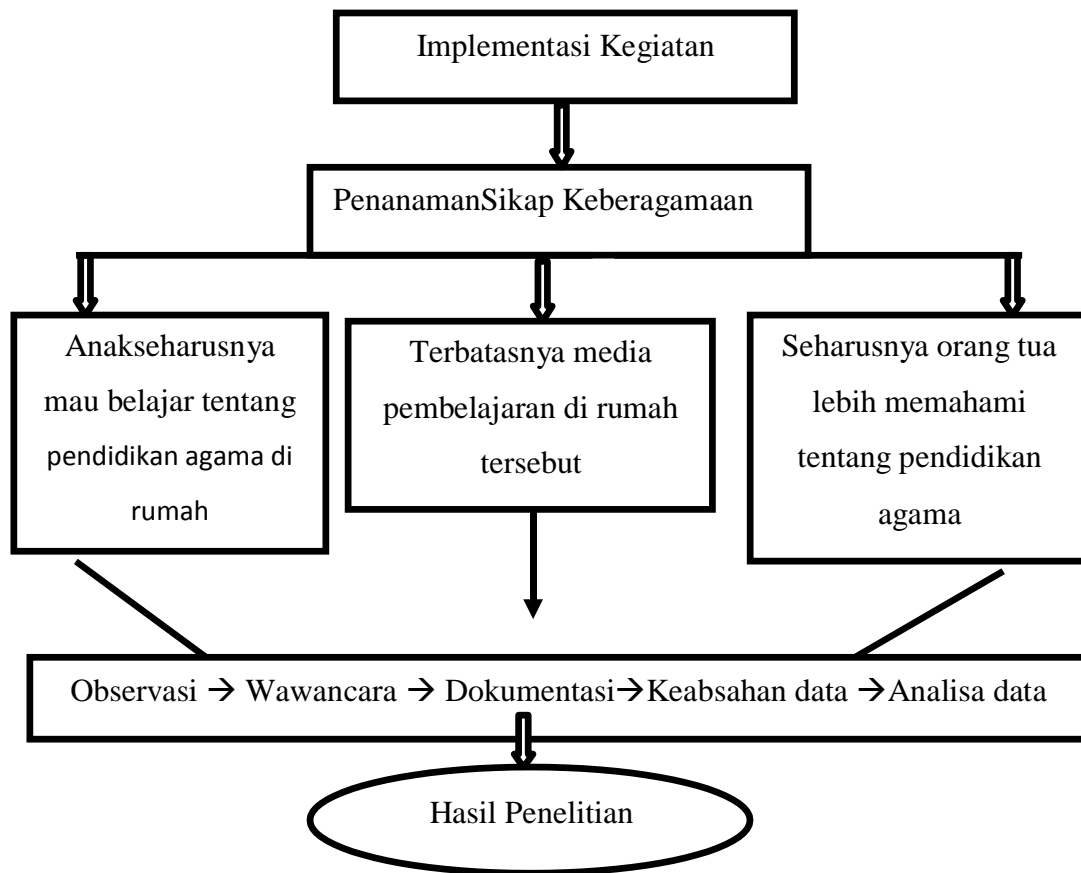 Implementasi Kegiatan
PenanamanSikap Keberagamaan
Anakseharusnya
mau belajar tentang
pendidikan agama di
rumah
Terbatasnya media
pembelajaran di rumah
tersebut
Seharusnya orang tua
lebih memahami
tentang pendidikan
agama
Observasi → Wawancara → Dokumentasi→Keabsahan data →Analisa data
Hasil Penelitian